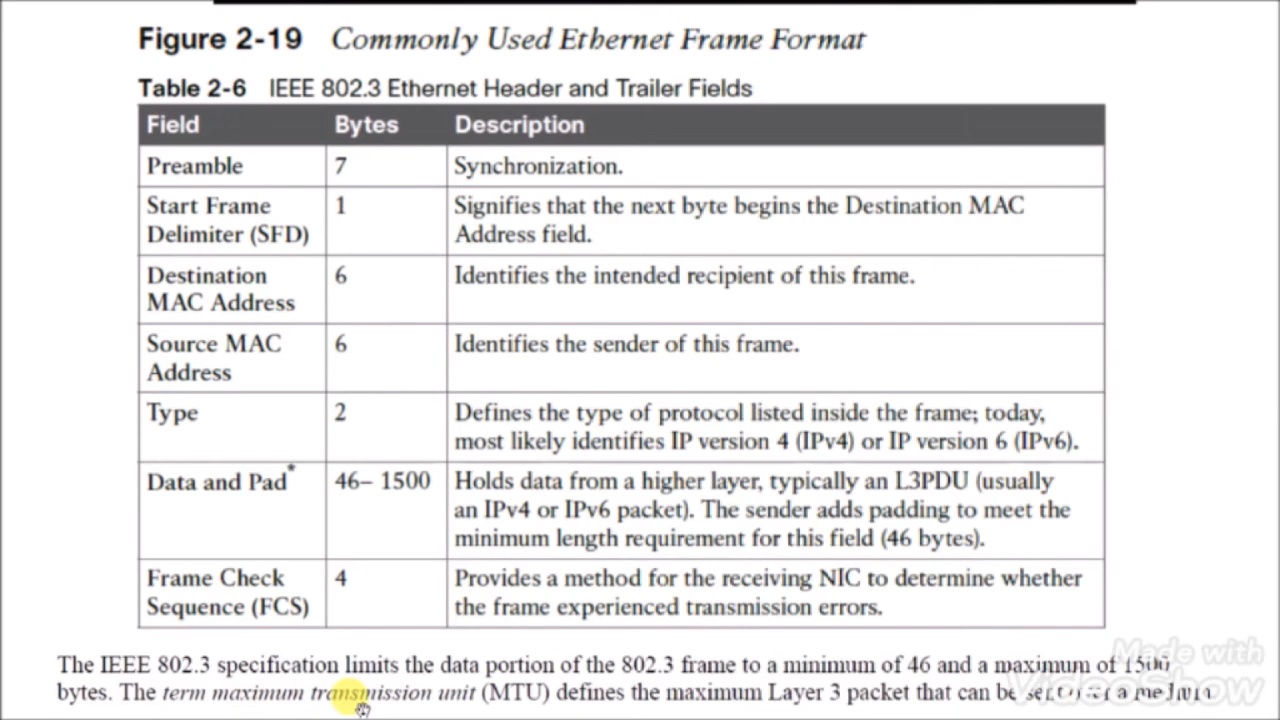 Figure 2-19 Commonly Used Ethernet Frame Format
Table 2-6 IEEE 802.3 Ethernet Header and Trailer Fields
Field Bytes Description
Preamble 7 Synchronization.
Start Frame 1 Signifies that the next byte begins the Destination MAC
Delimiter (SFD) Address field.
Destination 6 Identifies the intended recipient of this frame.
MAC Address
Source MAC 6 Identifies the sender of this frame.
Address
Type 2 Defines the type of protocol listed inside the frame; today,
most likely identifies IP version 4 (IPv4) or IP version 6 (IPv6).
Data and Pad* 46– 1500 Holds data from a higher layer, typically an L3PDU (usually
an IPv4 or IPv6 packet). The sender adds padding to meet the
minimum length requirement for this field (46 bytes).
Frame Check 4 Provides a method for the receiving NIC to determine whether
Sequence (FCS) the frame experienced transmission errors.
The IEEE 802.3 specification limits the data portion of the 802.3 frame to a minimum of 46 and a maximum of 1500
bytes. The term maximum transmission unit (MTU) defines the maximum Layer 3 packet that can be sent over a medium.
Made with
VideoShow